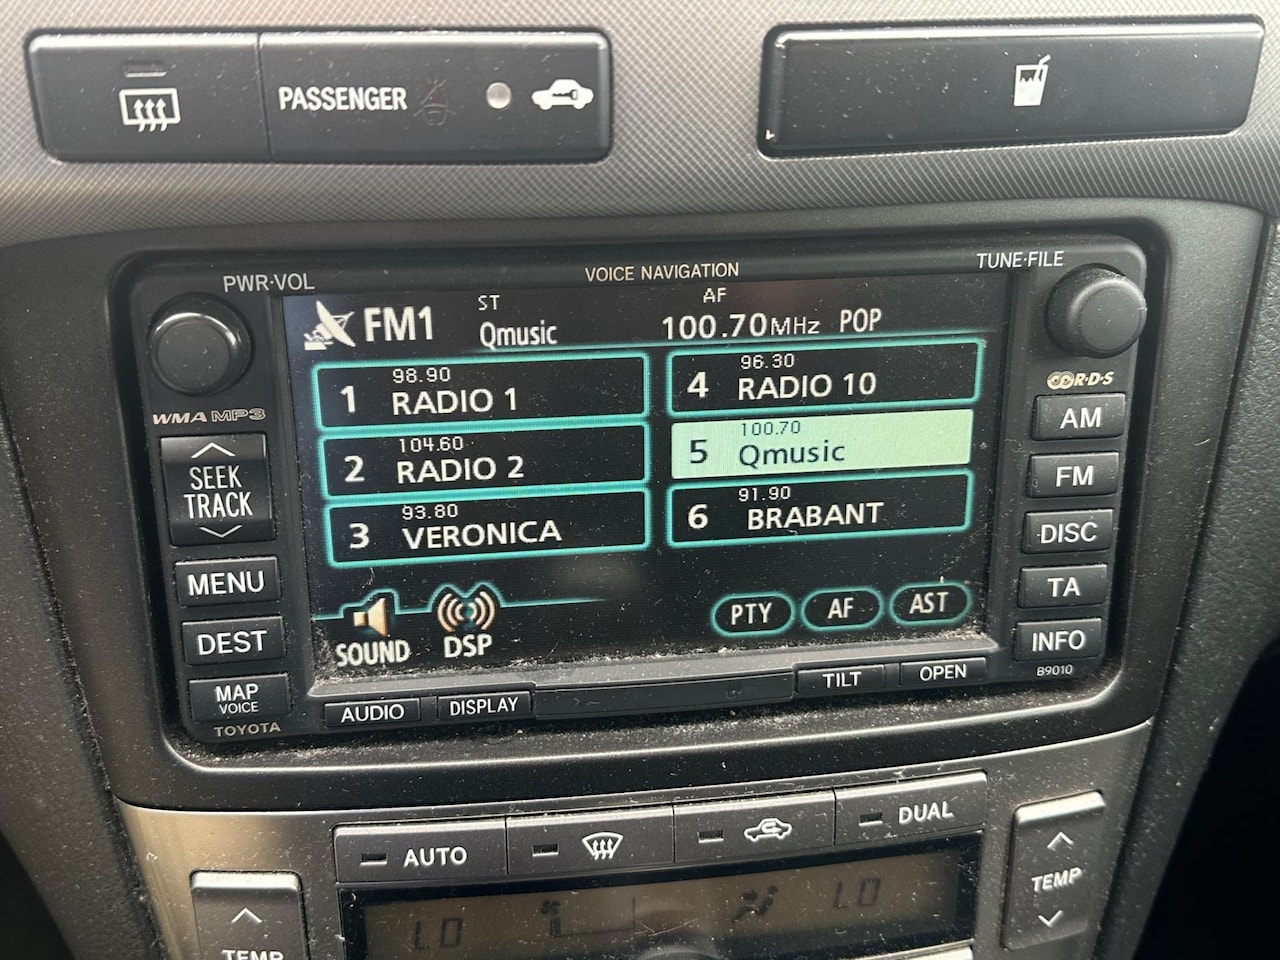 PASSENGER
PWR·VOL
VOICE NAVIGATION
TUNE·FILE
FM1
ST
Qmusic
AF
100.70MHz
POP
WMA MP3
R·D·S
1
98.90
RADIO 1
4
96.30
RADIO 10
2
104.60
RADIO 2
5
100.70
Qmusic
3
93.80
VERONICA
6
91.90
BRABANT
SEEK
TRACK
MENU
DEST
MAP
VOICE
TOYOTA
AM
FM
DISC
TA
INFO
B9010
SOUND
DSP
PTY
AF
AST
AUDIO
DISPLAY
TILT
OPEN
AUTO
DUAL
TEMP
LO
LO
TEMP